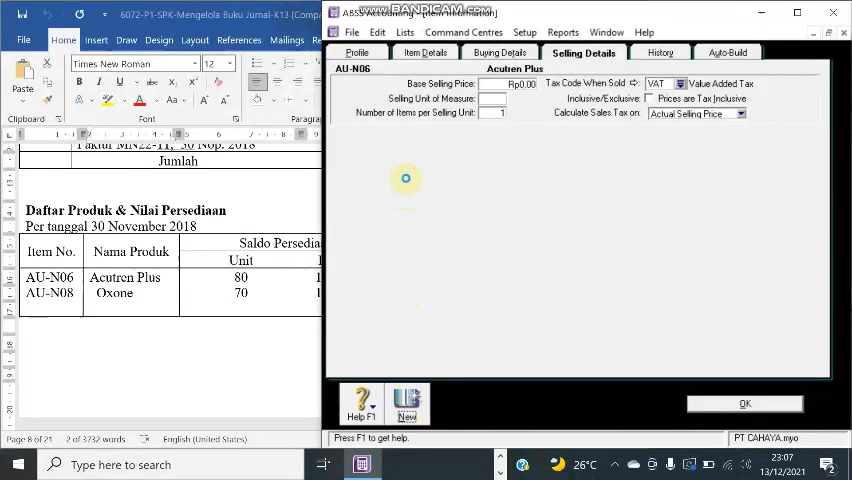 6072-P1-SPK-Mengelola Buku Jurnal-K13 [Compa
File
Home
Insert
References
Mailings
Times New Roman
12
Paste
Clipboard
Font
Faktur MN22-11, 30 Nop. 2018
Jumlah
Daftar Produk & Nilai Persediaan
Per tanggal 30 November 2018
Item No.
Nama Produk
Saldo Persedia
Unit
AU-N06
Acutren Plus
80
AU-N08
Oxone
70
Page 8 of 21
2 of 3732 words
English (United States)
ABSS Accounting - [Item Information]
WWW.BANDICAM.COM
File
Edit
Lists
Command Centres
Setup
Reports
Window
Help
Profile
Item Details
Buying Details
Selling Details
History
Auto-Build
AU-N06
Acutren Plus
Base Selling Price:
Rp0,00
Tax Code When Sold
VAT
Value Added Tax
Selling Unit of Measure:
Inclusive/Exclusive:
Prices are Tax Inclusive
Number of Items per Selling Unit:
1
Calculate Sales Tax on:
Actual Selling Price
Help F1
New
OK
Press F1 to get help.
PT CAHAYA.myo
Type here to search
26°C
23:07
13/12/2021
2